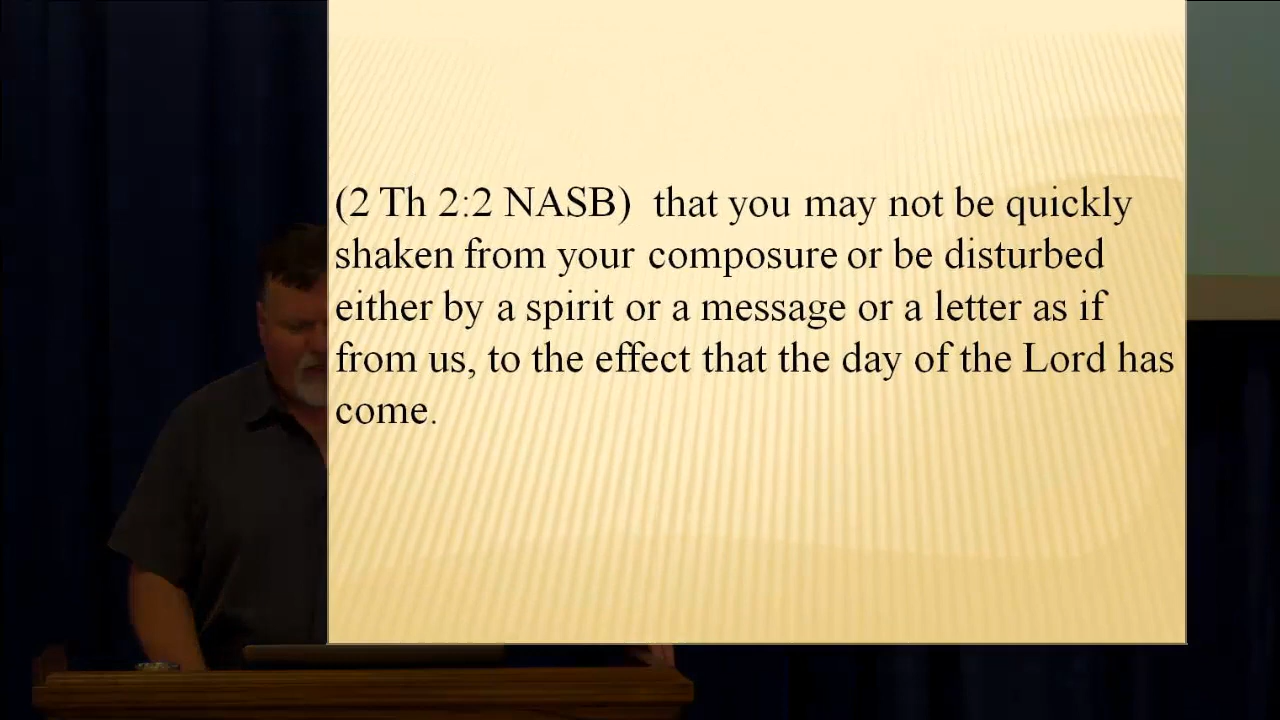 (2 Th 2:2 NASB)  that you may not be quickly
shaken from your composure or be disturbed
either by a spirit or a message or a letter as if
from us, to the effect that the day of the Lord has
come.